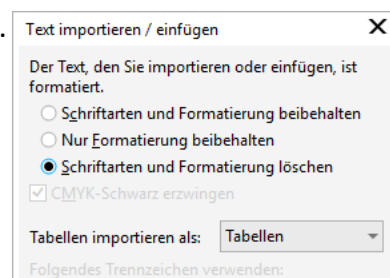 Text importieren / einfügen
Der Text, den Sie importieren oder einfügen, ist
formatiert.
Schriftarten und Formatierung beibehalten
Nur Formatierung beibehalten
Schriftarten und Formatierung löschen
CMYK-Schwarz erzwingen
Tabellen importieren als: Tabellen
Folgendes Trennzeichen verwenden: